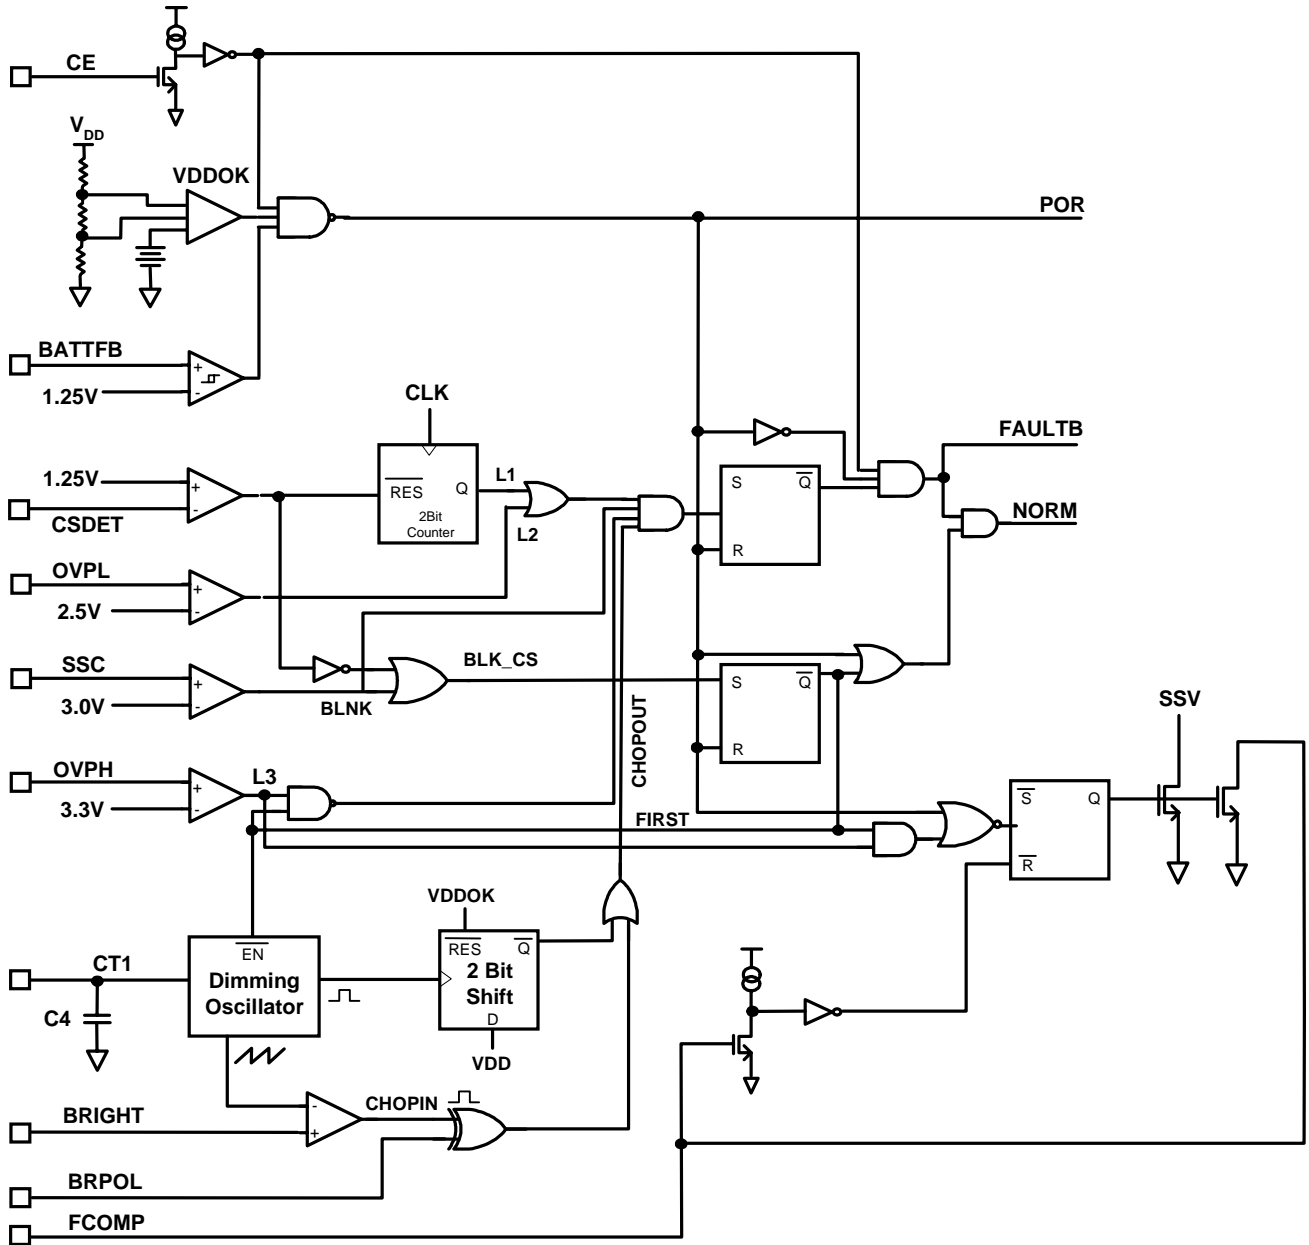 CE
V DD
VDDOK
POR
BATTFB
+
1.25V
-
CLK
FAULTB
1.25V
+
CSDET
-
RES
Q
2Bit
Counter
L1
L2
S
Q
R
NORM
OVPL
+
2.5V
-
SSC
+
3.0V
-
BLNK
BLK_CS
S
Q
R
CHOPOUT
SSV
OVPH
+
3.3V
-
L3
FIRST
S
Q
R
VDDOK
CT1
C4
EN
Dimming
Oscillator
RES
Q
2 Bit
Shift
D
VDD
BRIGHT
-
+
CHOPIN
BRPOL
FCOMP